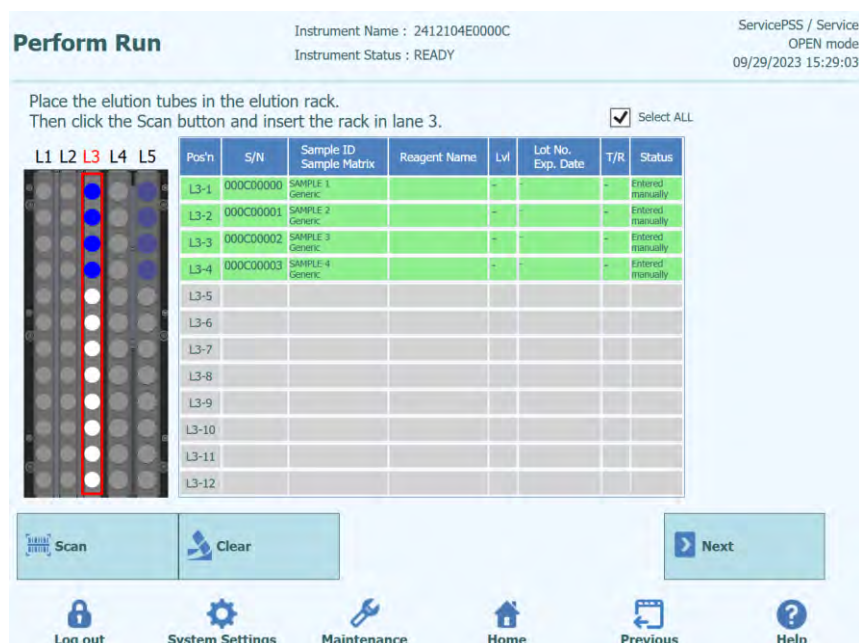 Perform Run
Instrument Name : 2412104E0000C
Instrument Status : READY
ServicePSS / Service
OPEN mode
09/29/2023 15:29:03
Place the elution tubes in the elution rack.
Then click the Scan button and insert the rack in lane 3.
Select ALL
L1 L2 L3 L4 L5
Pos'n S/N Sample ID Sample Matrix Reagent Name Lvl Lot No. Exp. Date T/R Status
L3-1 000C00000 SAMPLE 1 Generic - - - Entered manually
L3-2 000C00001 SAMPLE 2 Generic - - - Entered manually
L3-3 000C00002 SAMPLE 3 Generic - - - Entered manually
L3-4 000C00003 SAMPLE 4 Generic - - - Entered manually
L3-5
L3-6
L3-7
L3-8
L3-9
L3-10
L3-11
L3-12
Scan
Clear
Next
Log out
System Settings
Maintenance
Home
Previous
Help